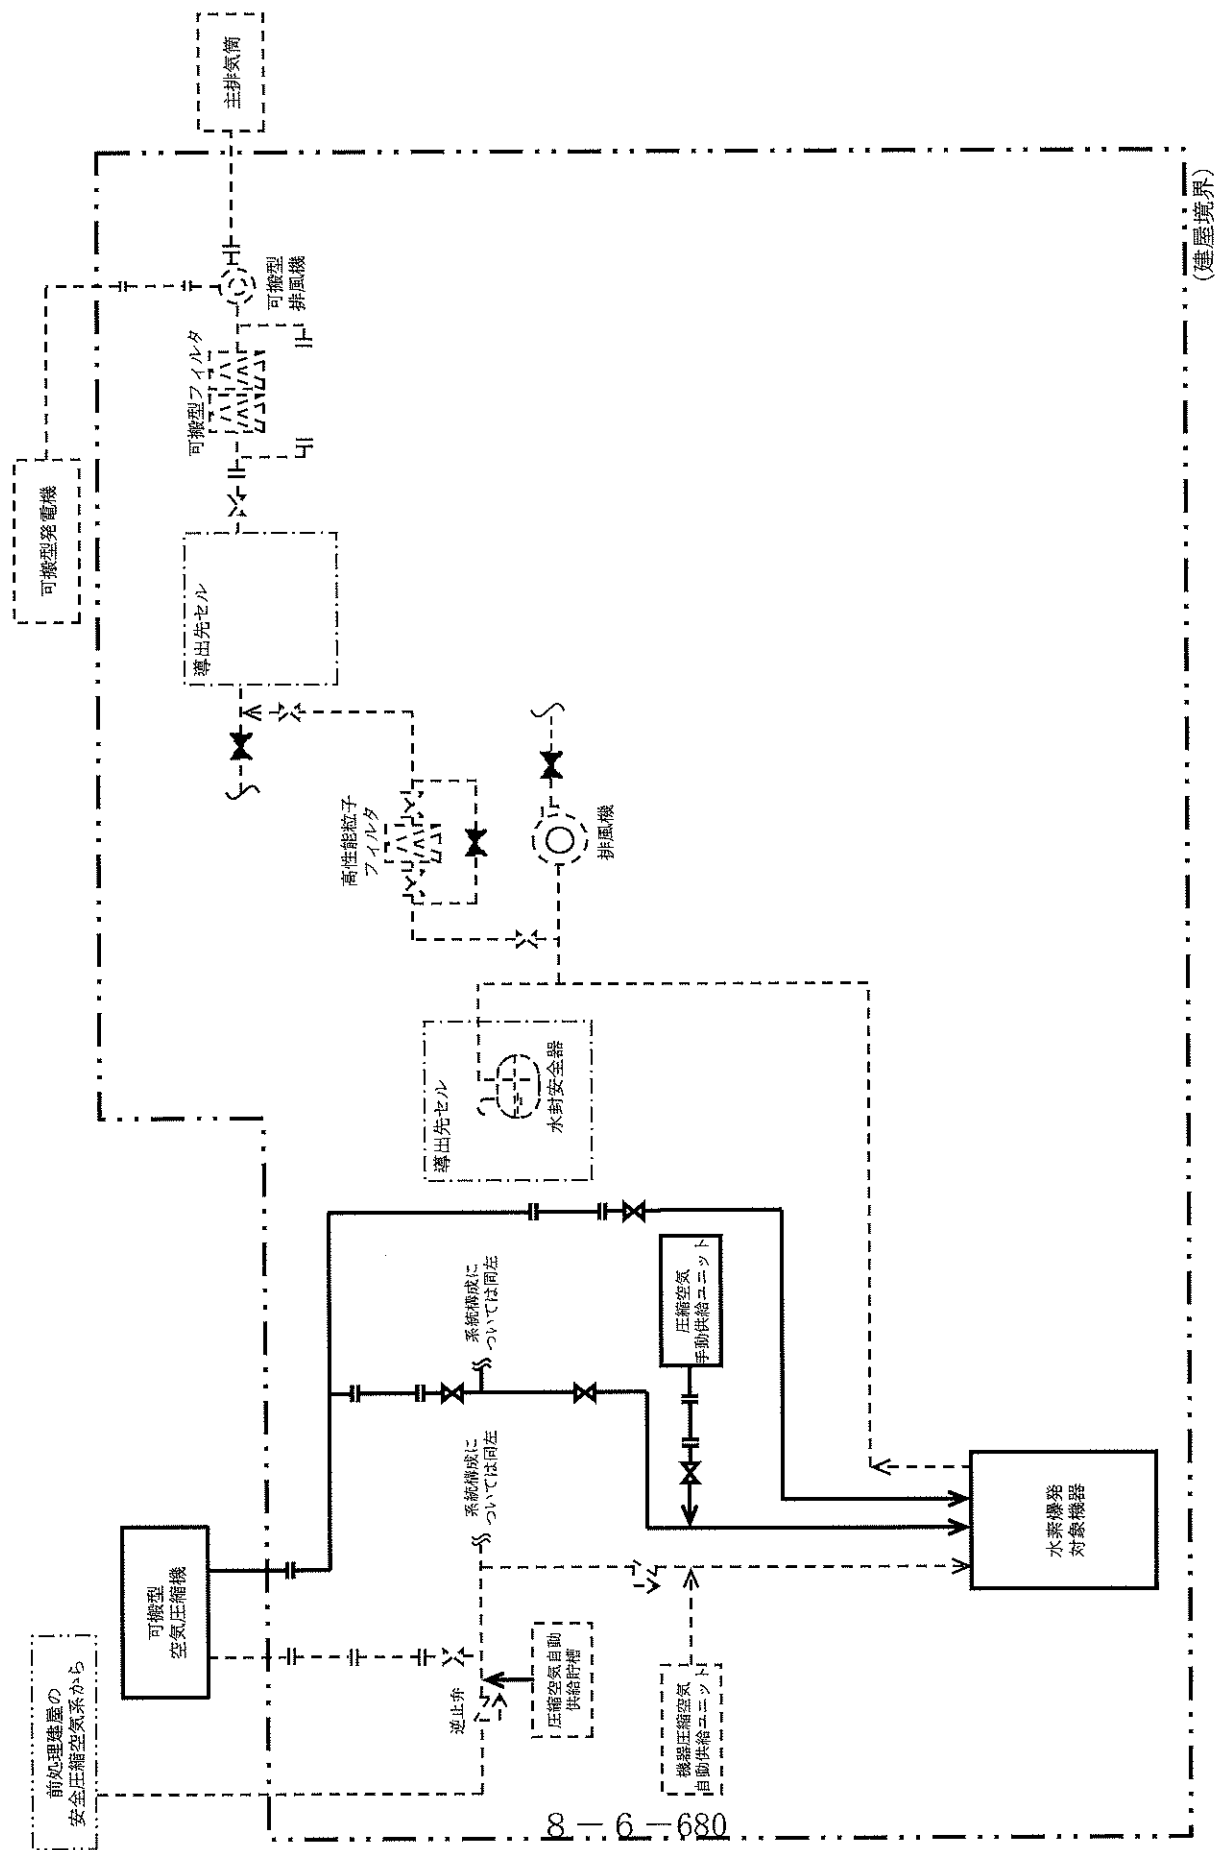 主排気筒
可搬型
排風機
可搬型フィルタ
可搬型発電機
導出先セル
高性能粒子
フィルタ
排風機
導出先セル
水封安全器
系統構成に
ついては同左
圧縮空気
手動供給ユニット
系統構成に
ついては同左
可搬型
空気圧縮機
前処理建屋の
安全圧縮空気系から
逆止弁
圧縮空気自動
供給貯槽
機器圧縮空気
自動供給ユニット
水素爆発
対象機器
(建屋境界)
8-6-680